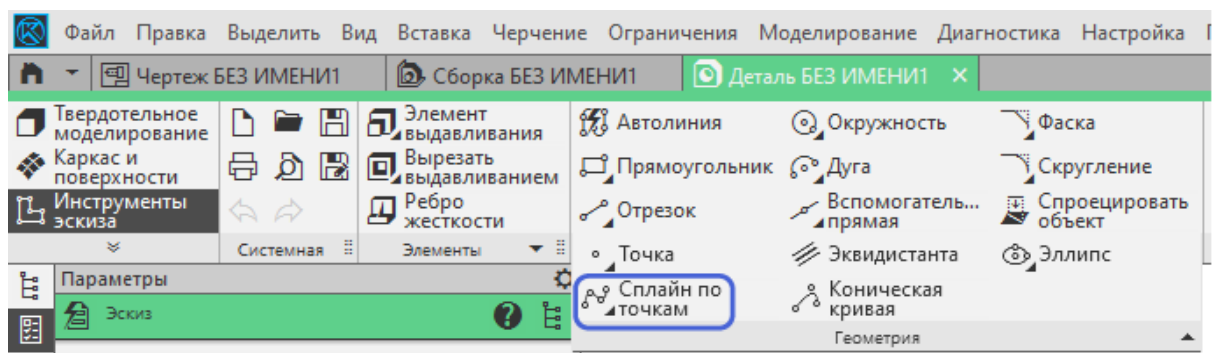 Файл Правка Выделить Вид Вставка Черчение Ограничения Моделирование Диагностика Настройка
Чертеж БЕЗ ИМЕНИ1 Сборка БЕЗ ИМЕНИ1 Деталь БЕЗ ИМЕНИ1
Твердотельное
моделирование
Каркас и
поверхности
Инструменты
эскиза
Системная
Элемент
выдавливания
Вырезать
выдавливанием
Ребро
жесткости
Элементы
Автолиния Окружность Фаска
Прямоугольник Дуга Скругление
Отрезок
Вспомогатель...
прямая
Спроецировать
объект
Точка Эквидистанта Эллипс
Сплайн по
точкам
Коническая
кривая
Геометрия
Параметры
Эскиз